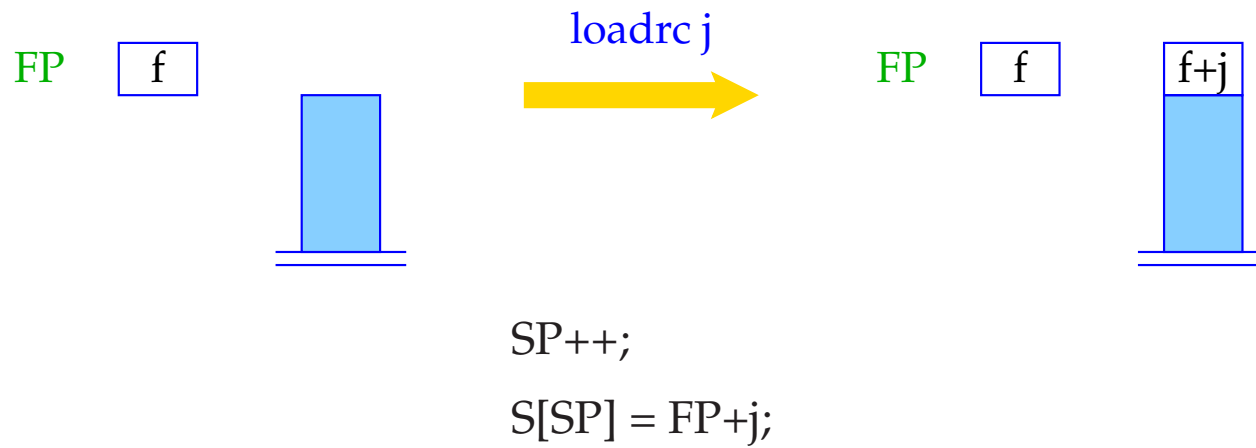 loadrc j
FP f FP f f+j
SP++;
S[SP] = FP+j;